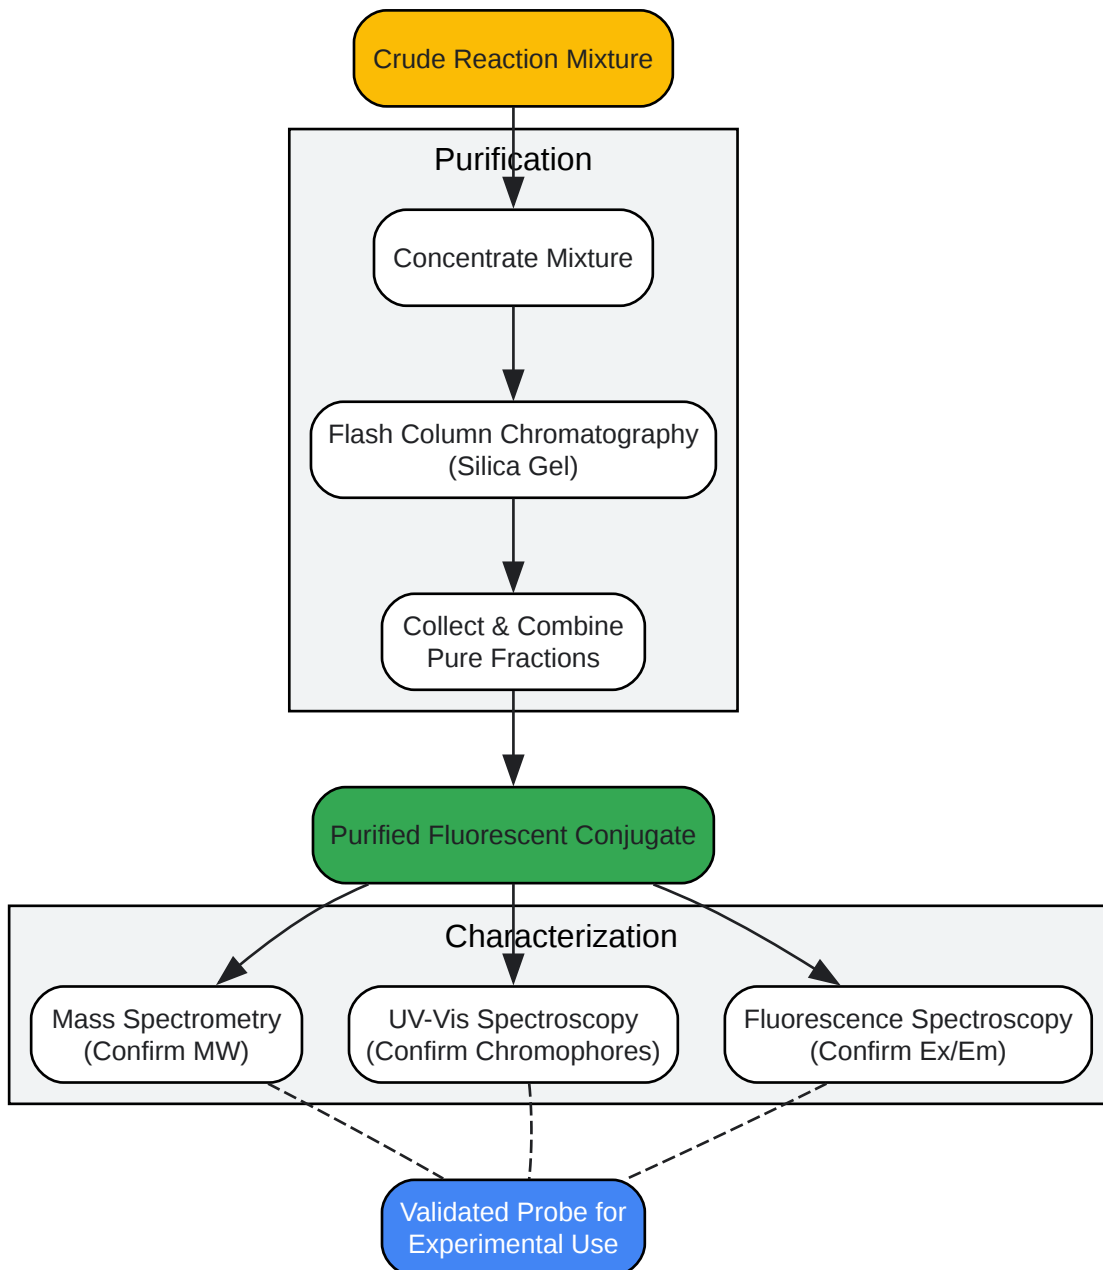 Crude Reaction Mixture
Purification
Concentrate Mixture
Flash Column Chromatography
(Silica Gel)
Collect & Combine
Pure Fractions
Purified Fluorescent Conjugate
Characterization
Mass Spectrometry
(Confirm MW)
UV-Vis Spectroscopy
(Confirm Chromophores)
Fluorescence Spectroscopy
(Confirm Ex/Em)
Validated Probe for
Experimental Use